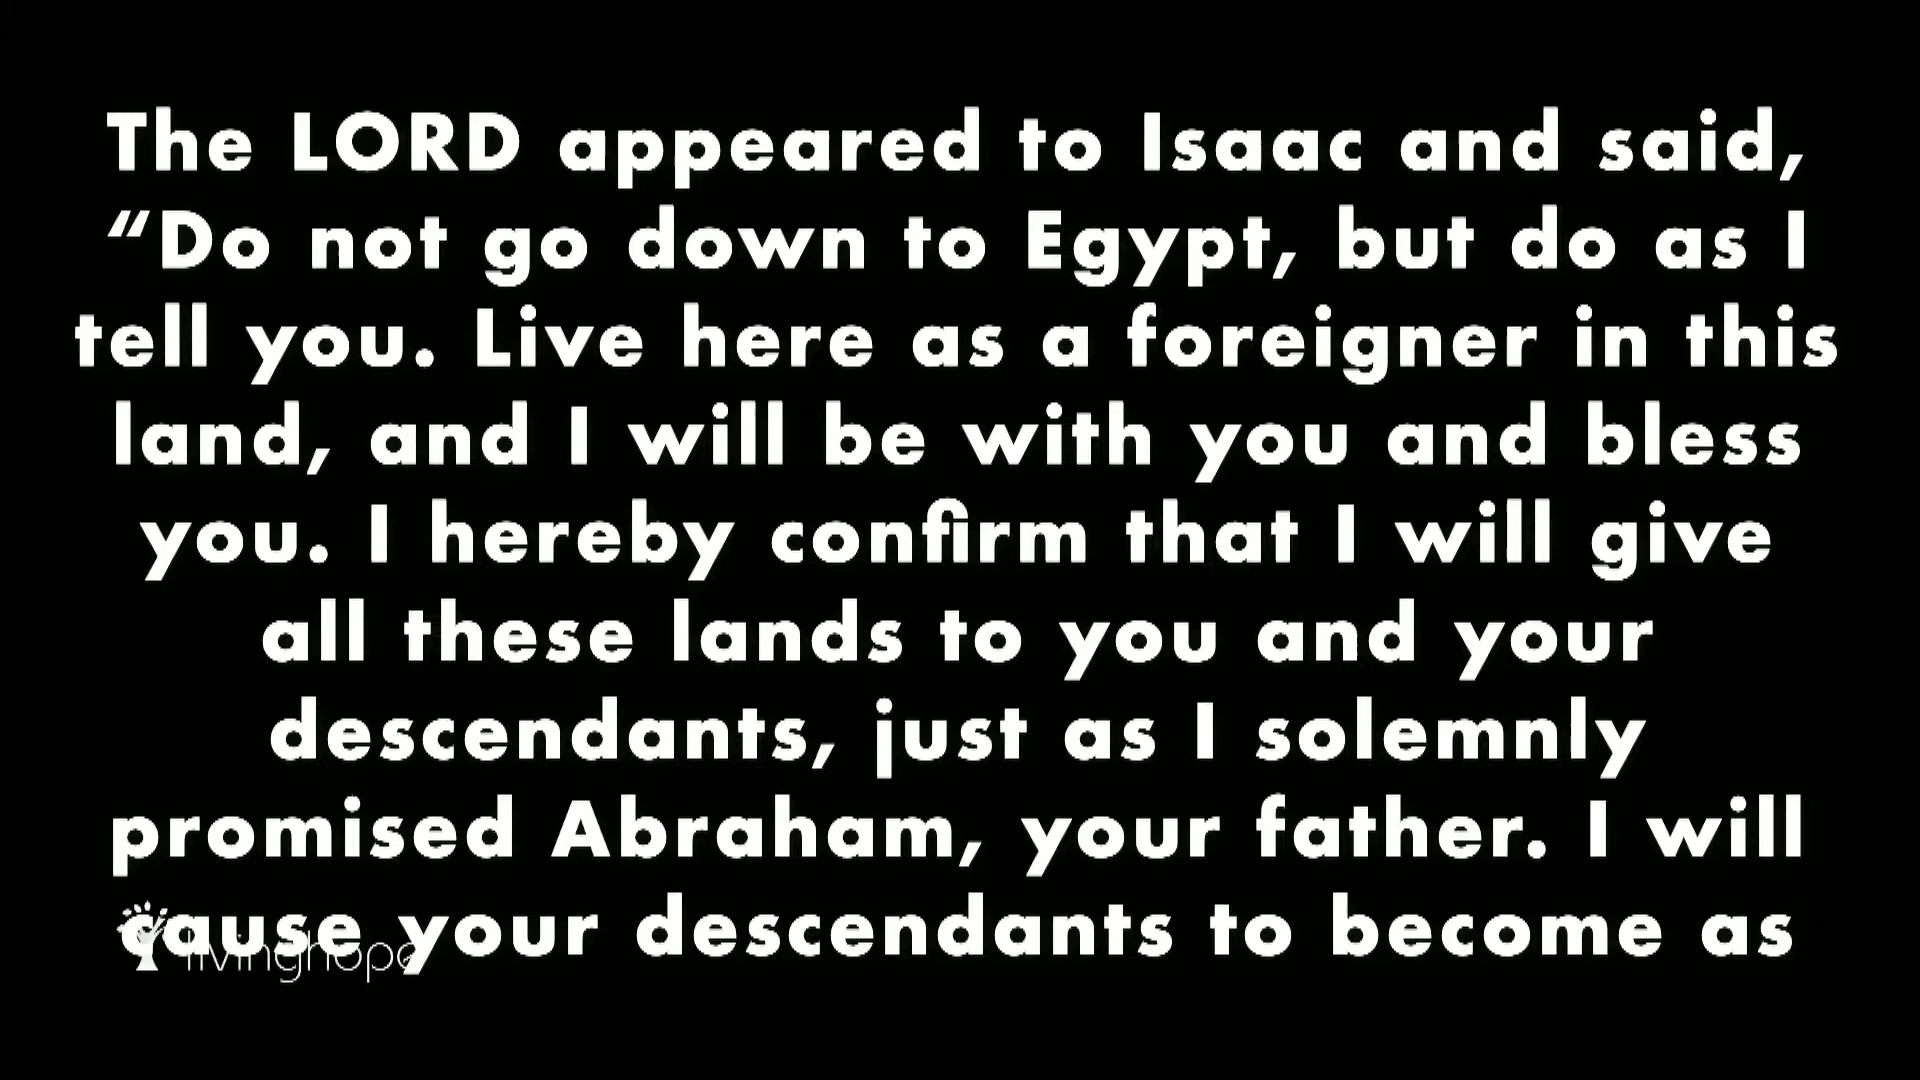 The LORD appeared to Isaac and said,
“Do not go down to Egypt, but do as I
tell you. Live here as a foreigner in this
land, and I will be with you and bless
you. I hereby confirm that I will give
all these lands to you and your
descendants, just as I solemnly
promised Abraham, your father. I will
cause your descendants to become as
livinghope